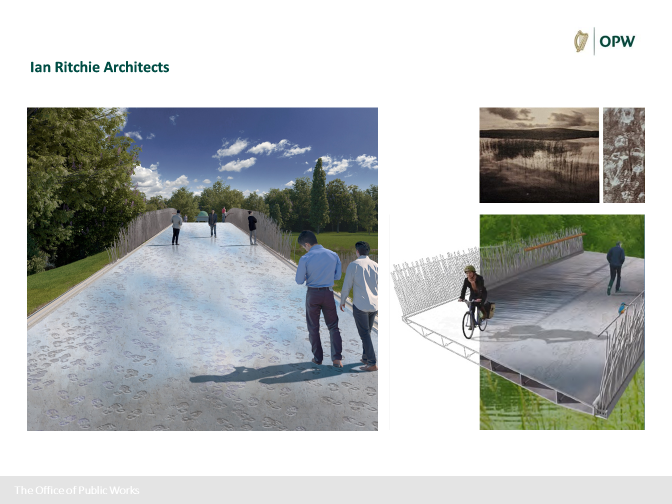 OPW
Ian Ritchie Architects
The Office of Public Works